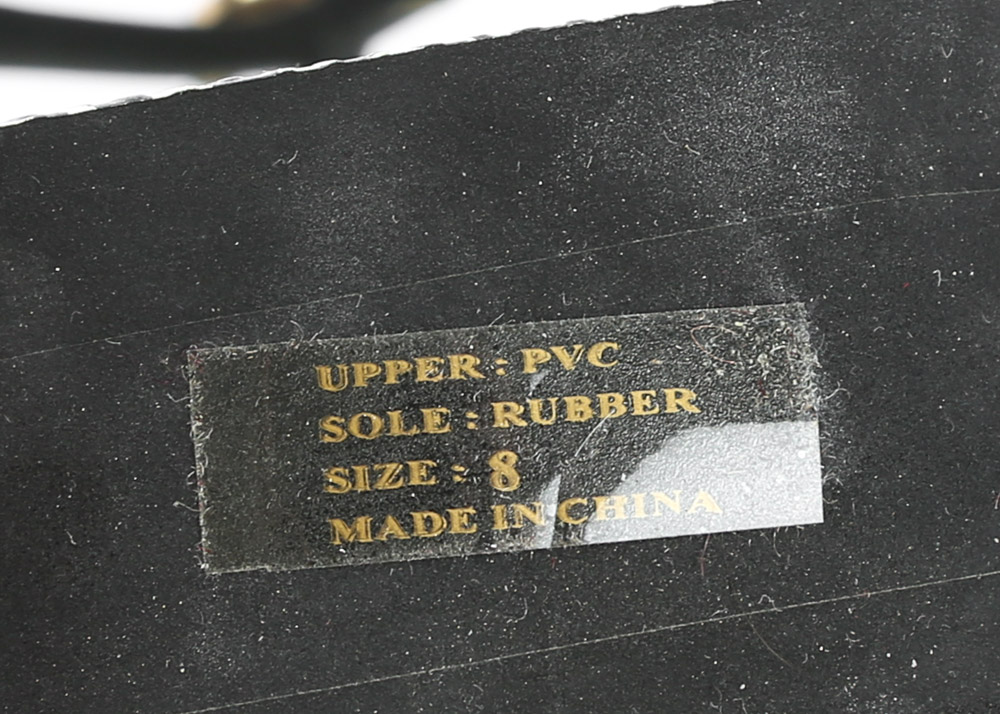 UPPER : PVC
SOLE : RUBBER
SIZE : 8
MADE IN CHINA